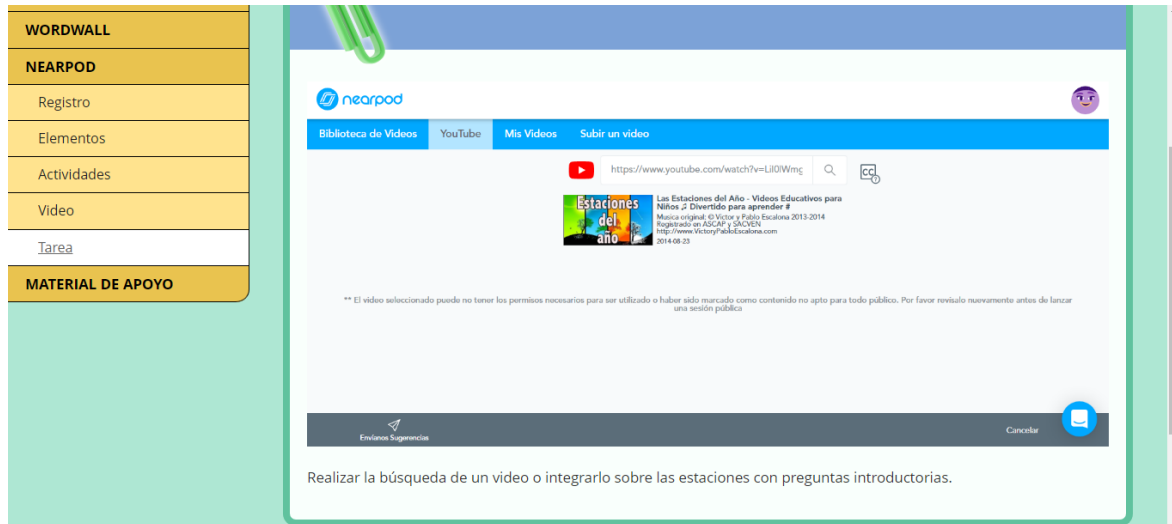 WORDWALL
NEARPOD
Registro
Elementos
Actividades
Video
Tarea
MATERIAL DE APOYO
nearpod
Biblioteca de Videos YouTube Mis Videos Subir un video
https://www.youtube.com/watch?v=LiI0IWmg
CC
Estaciones
del
año
Las Estaciones del Año - Videos Educativos para
Niños ♫ Divertido para aprender #
Musica original: © Victor y Pablo Escalona 2013-2014
Registrado en ASCAP y SACVEN
http://www.VictoryPabloEscalona.com
2014-08-23
** El video seleccionado puede no tener los permisos necesarios para ser utilizado o haber sido marcado como contenido no apto para todo público. Por favor revísalo nuevamente antes de lanzar
una sesión pública
Envíanos Sugerencias
Cancelar
Realizar la búsqueda de un video o integrarlo sobre las estaciones con preguntas introductorias.